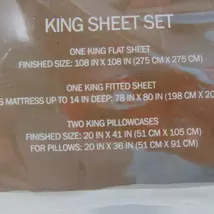 KING SHEET SET
ONE KING FLAT SHEET
FINISHED SIZE: 108 IN X 108 IN (275 CM X 275 CM)
ONE KING FITTED SHEET
S MATTRESS UP TO 14 IN DEEP: 78 IN X 80 IN (198 CM X 20
TWO KING PILLOWCASES
FINISHED SIZE: 20 IN X 41 IN (51 CM X 105 CM)
FOR PILLOWS: 20 IN X 36 IN (51 CM X 91 CM)